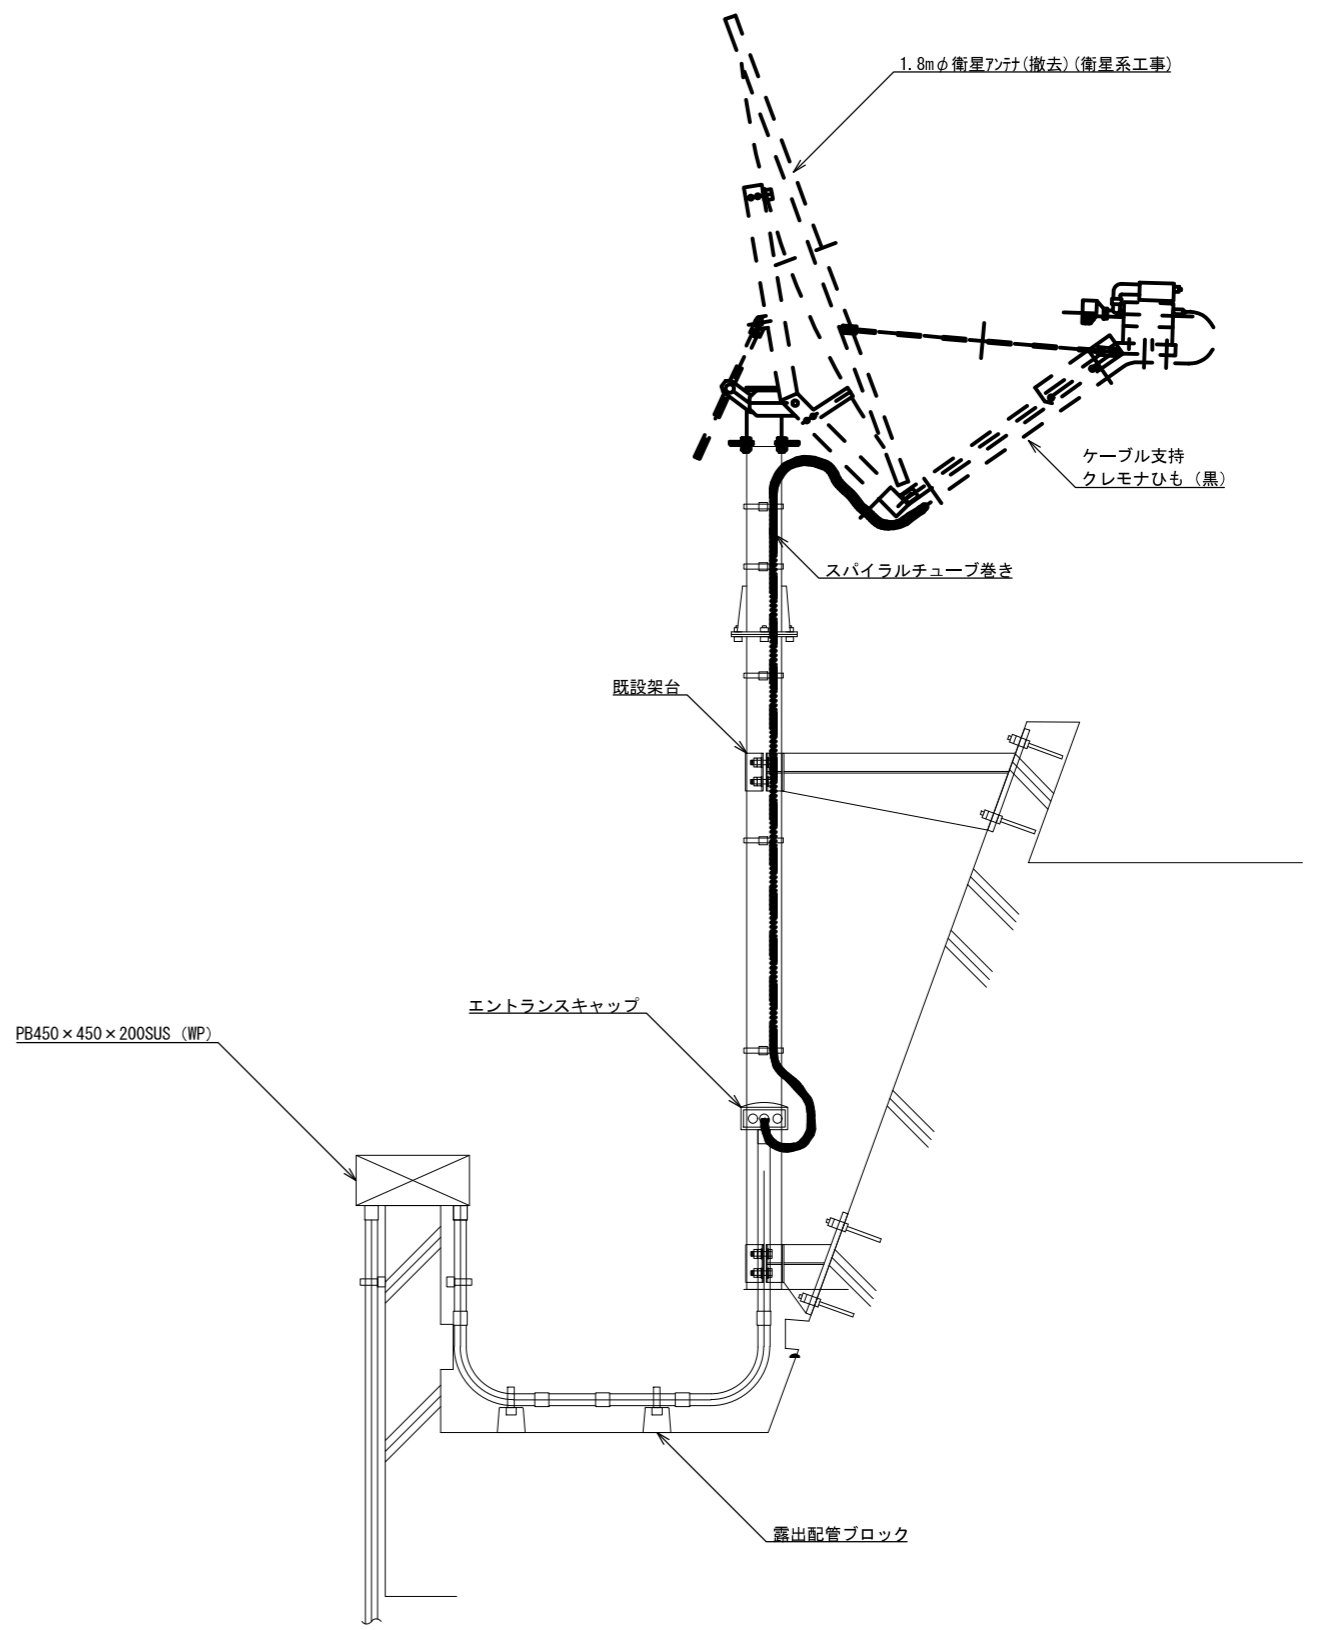 1.8mφ衛星ｱﾝﾃﾅ(撤去)(衛星系工事)
ケーブル支持
クレモナひも（黒）
スパイラルチューブ巻き
既設架台
エントランスキャップ
PB450×450×200SUS（WP）
露出配管ブロック